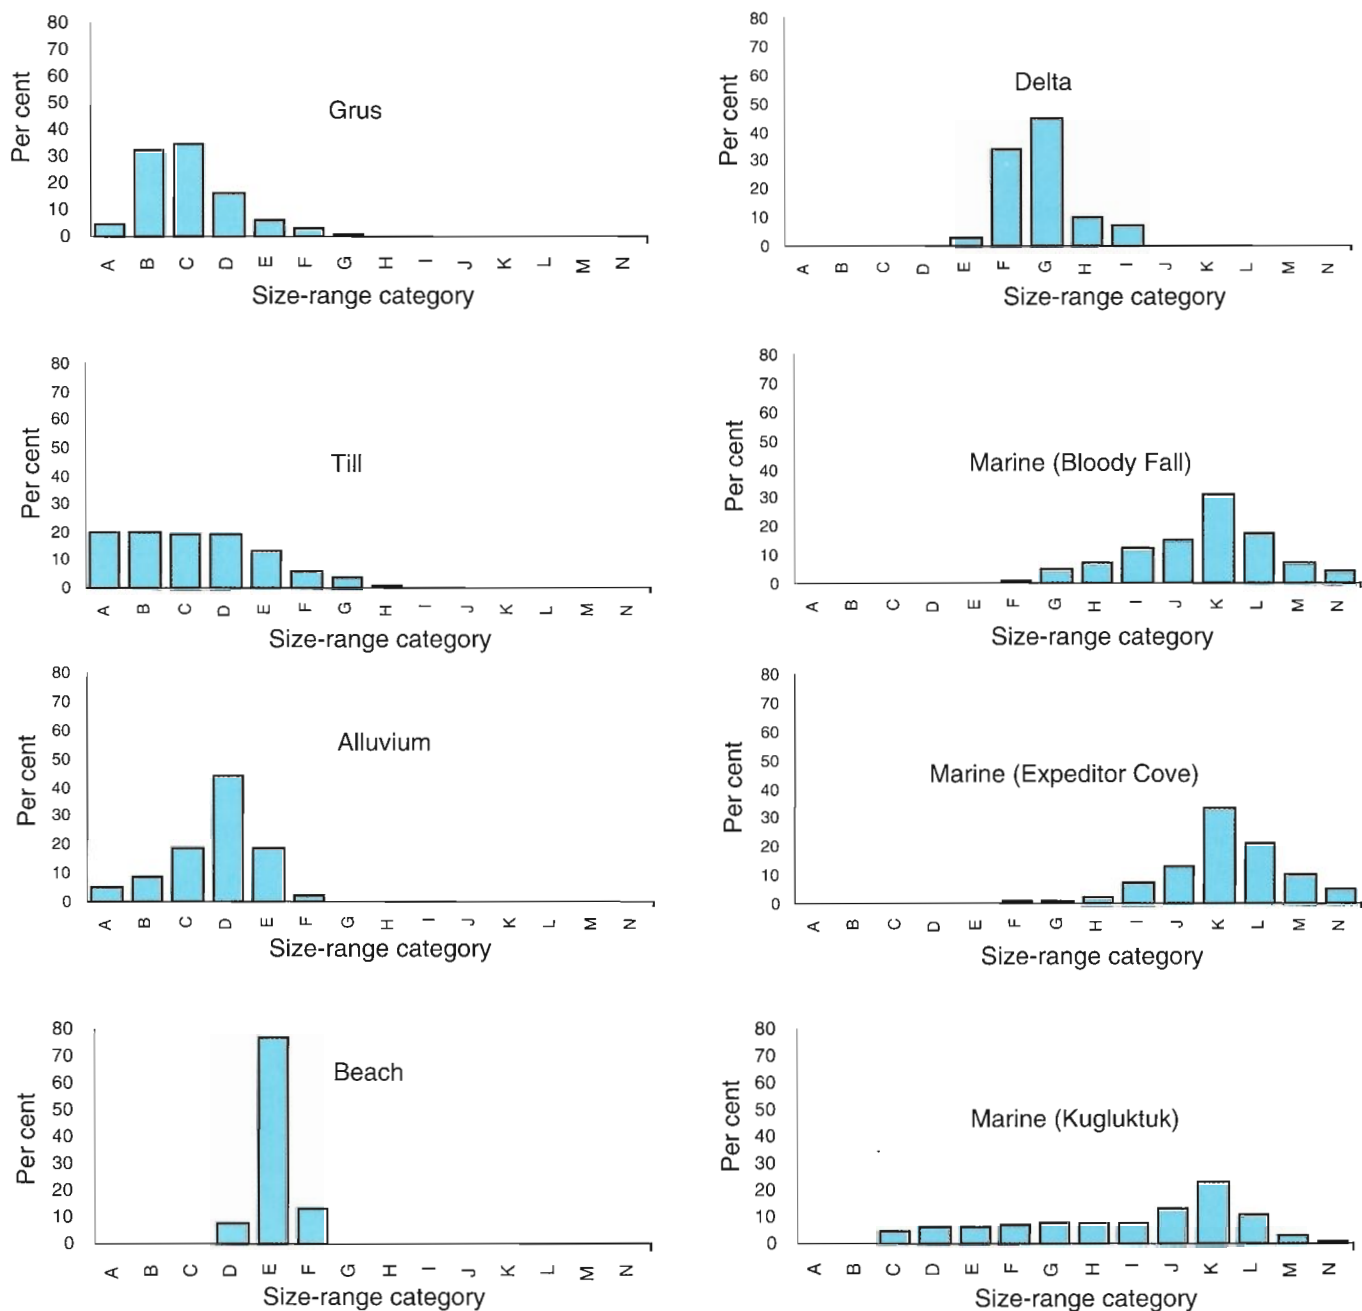 80
70
60
50
40
30
20
10
0
Per cent
Grus
A B C D E F G H I J K L M N
Size-range category
80
70
60
50
40
30
20
10
0
Per cent
Delta
A B C D E F G H I J K L M N
Size-range category
80
70
60
50
40
30
20
10
0
Per cent
Till
A B C D E F G H I J K L M N
Size-range category
80
70
60
50
40
30
20
10
0
Per cent
Marine (Bloody Fall)
A B C D E F G H I J K L M N
Size-range category
80
70
60
50
40
30
20
10
0
Per cent
Alluvium
A B C D E F G H I J K L M N
Size-range category
80
70
60
50
40
30
20
10
0
Per cent
Marine (Expeditor Cove)
A B C D E F G H I J K L M N
Size-range category
80
70
60
50
40
30
20
10
0
Per cent
Beach
A B C D E F G H I J K L M N
Size-range category
80
70
60
50
40
30
20
10
0
Per cent
Marine (Kugluktuk)
A B C D E F G H I J K L M N
Size-range category